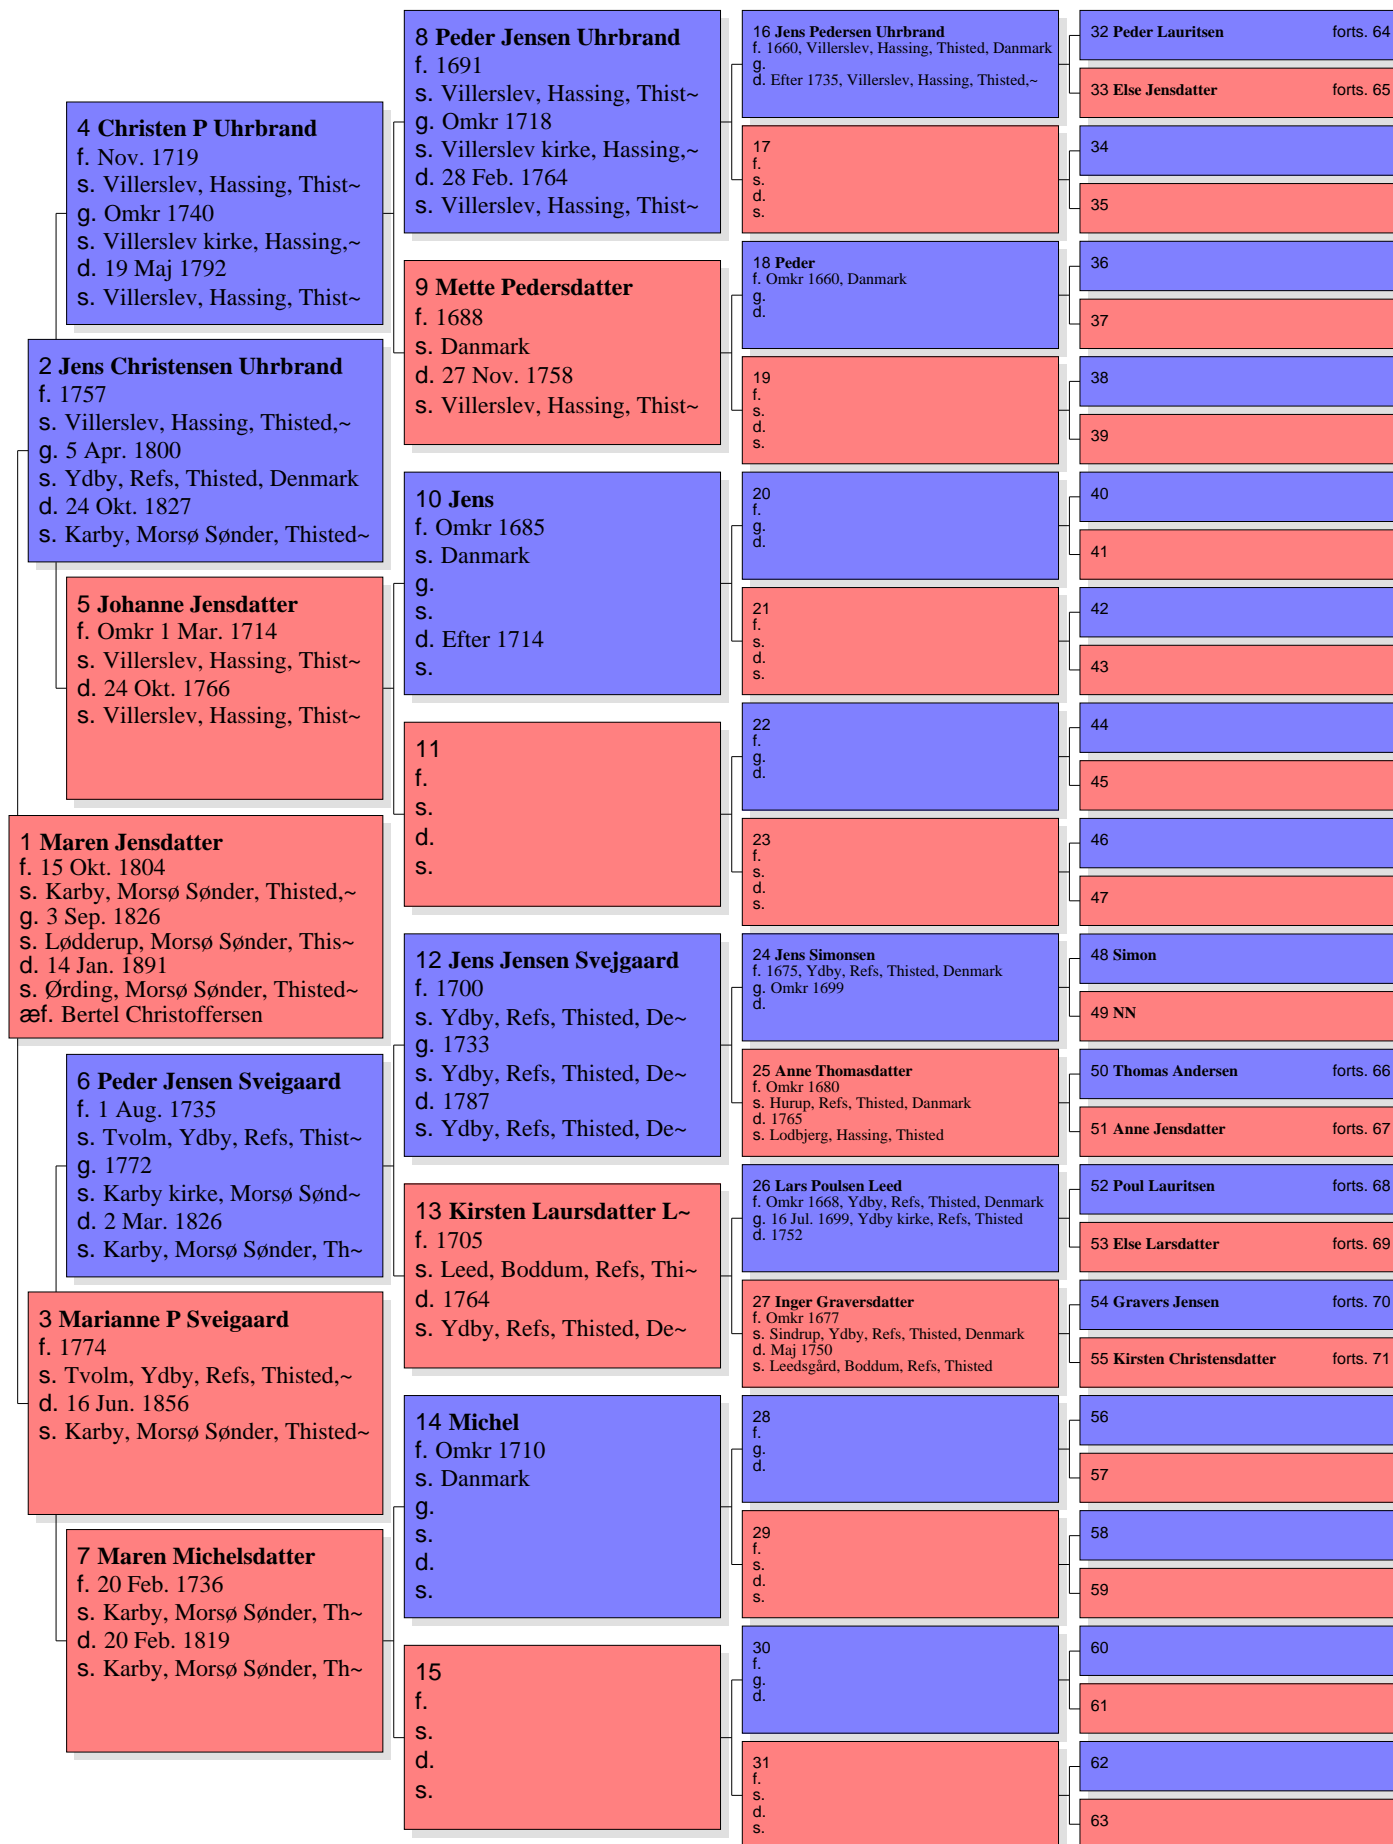 1 Maren Jensdatter
f. 15 Okt. 1804
s. Karby, Morsø Sønder, Thisted,~
g. 3 Sep. 1826
s. Lødderup, Morsø Sønder, This~
d. 14 Jan. 1891
s. Ørding, Morsø Sønder, Thisted~
æf. Bertel Christoffersen
2 Jens Christensen Uhrbrand
f. 1757
s. Villerslev, Hassing, Thisted,~
g. 5 Apr. 1800
s. Ydby, Refs, Thisted, Denmark
d. 24 Okt. 1827
s. Karby, Morsø Sønder, Thisted~
3 Marianne P Sveigaard
f. 1774
s. Tvolm, Ydby, Refs, Thisted,~
d. 16 Jun. 1856
s. Karby, Morsø Sønder, Thisted~
4 Christen P Uhrbrand
f. Nov. 1719
s. Villerslev, Hassing, Thist~
g. Omkr 1740
s. Villerslev kirke, Hassing,~
d. 19 Maj 1792
s. Villerslev, Hassing, Thist~
5 Johanne Jensdatter
f. Omkr 1 Mar. 1714
s. Villerslev, Hassing, Thist~
d. 24 Okt. 1766
s. Villerslev, Hassing, Thist~
6 Peder Jensen Sveigaard
f. 1 Aug. 1735
s. Tvolm, Ydby, Refs, Thist~
g. 1772
s. Karby kirke, Morsø Sønd~
d. 2 Mar. 1826
s. Karby, Morsø Sønder, Th~
7 Maren Michelsdatter
f. 20 Feb. 1736
s. Karby, Morsø Sønder, Th~
d. 20 Feb. 1819
s. Karby, Morsø Sønder, Th~
8 Peder Jensen Uhrbrand
f. 1691
s. Villerslev, Hassing, Thist~
g. Omkr 1718
s. Villerslev kirke, Hassing,~
d. 28 Feb. 1764
s. Villerslev, Hassing, Thist~
9 Mette Pedersdatter
f. 1688
s. Danmark
d. 27 Nov. 1758
s. Villerslev, Hassing, Thist~
10 Jens
f. Omkr 1685
s. Danmark
g.
s.
d. Efter 1714
s.
11
f.
s.
d.
s.
12 Jens Jensen Svejgaard
f. 1700
s. Ydby, Refs, Thisted, De~
g. 1733
s. Ydby, Refs, Thisted, De~
d. 1787
s. Ydby, Refs, Thisted, De~
13 Kirsten Laursdatter L~
f. 1705
s. Leed, Boddum, Refs, Thi~
d. 1764
s. Ydby, Refs, Thisted, De~
14 Michel
f. Omkr 1710
s. Danmark
g.
s.
d.
s.
15
f.
s.
d.
s.
16 Jens Pedersen Uhrbrand
f. 1660, Villerslev, Hassing, Thisted, Danmark
g.
d. Efter 1735, Villerslev, Hassing, Thisted,~
17
f.
s.
d.
s.
18 Peder
f. Omkr 1660, Danmark
g.
d.
19
f.
s.
d.
s.
20
f.
g.
d.
21
f.
s.
d.
s.
22
f.
g.
d.
23
f.
s.
d.
s.
24 Jens Simonsen
f. 1675, Ydby, Refs, Thisted, Denmark
g. Omkr 1699
d.
25 Anne Thomasdatter
f. Omkr 1680
s. Hurup, Refs, Thisted, Danmark
d. 1765
s. Lodbjerg, Hassing, Thisted
26 Lars Poulsen Leed
f. Omkr 1668, Ydby, Refs, Thisted, Denmark
g. 16 Jul. 1699, Ydby kirke, Refs, Thisted
d. 1752
27 Inger Graversdatter
f. Omkr 1677
s. Sindrup, Ydby, Refs, Thisted, Denmark
d. Maj 1750
s. Leedsgård, Boddum, Refs, Thisted
28
f.
g.
d.
29
f.
s.
d.
s.
30
f.
g.
d.
31
f.
s.
d.
s.
32 Peder Lauritsen forts. 64
33 Else Jensdatter forts. 65
34
35
36
37
38
39
40
41
42
43
44
45
46
47
48 Simon
49 NN
50 Thomas Andersen forts. 66
51 Anne Jensdatter forts. 67
52 Poul Lauritsen forts. 68
53 Else Larsdatter forts. 69
54 Gravers Jensen forts. 70
55 Kirsten Christensdatter forts. 71
56
57
58
59
60
61
62
63